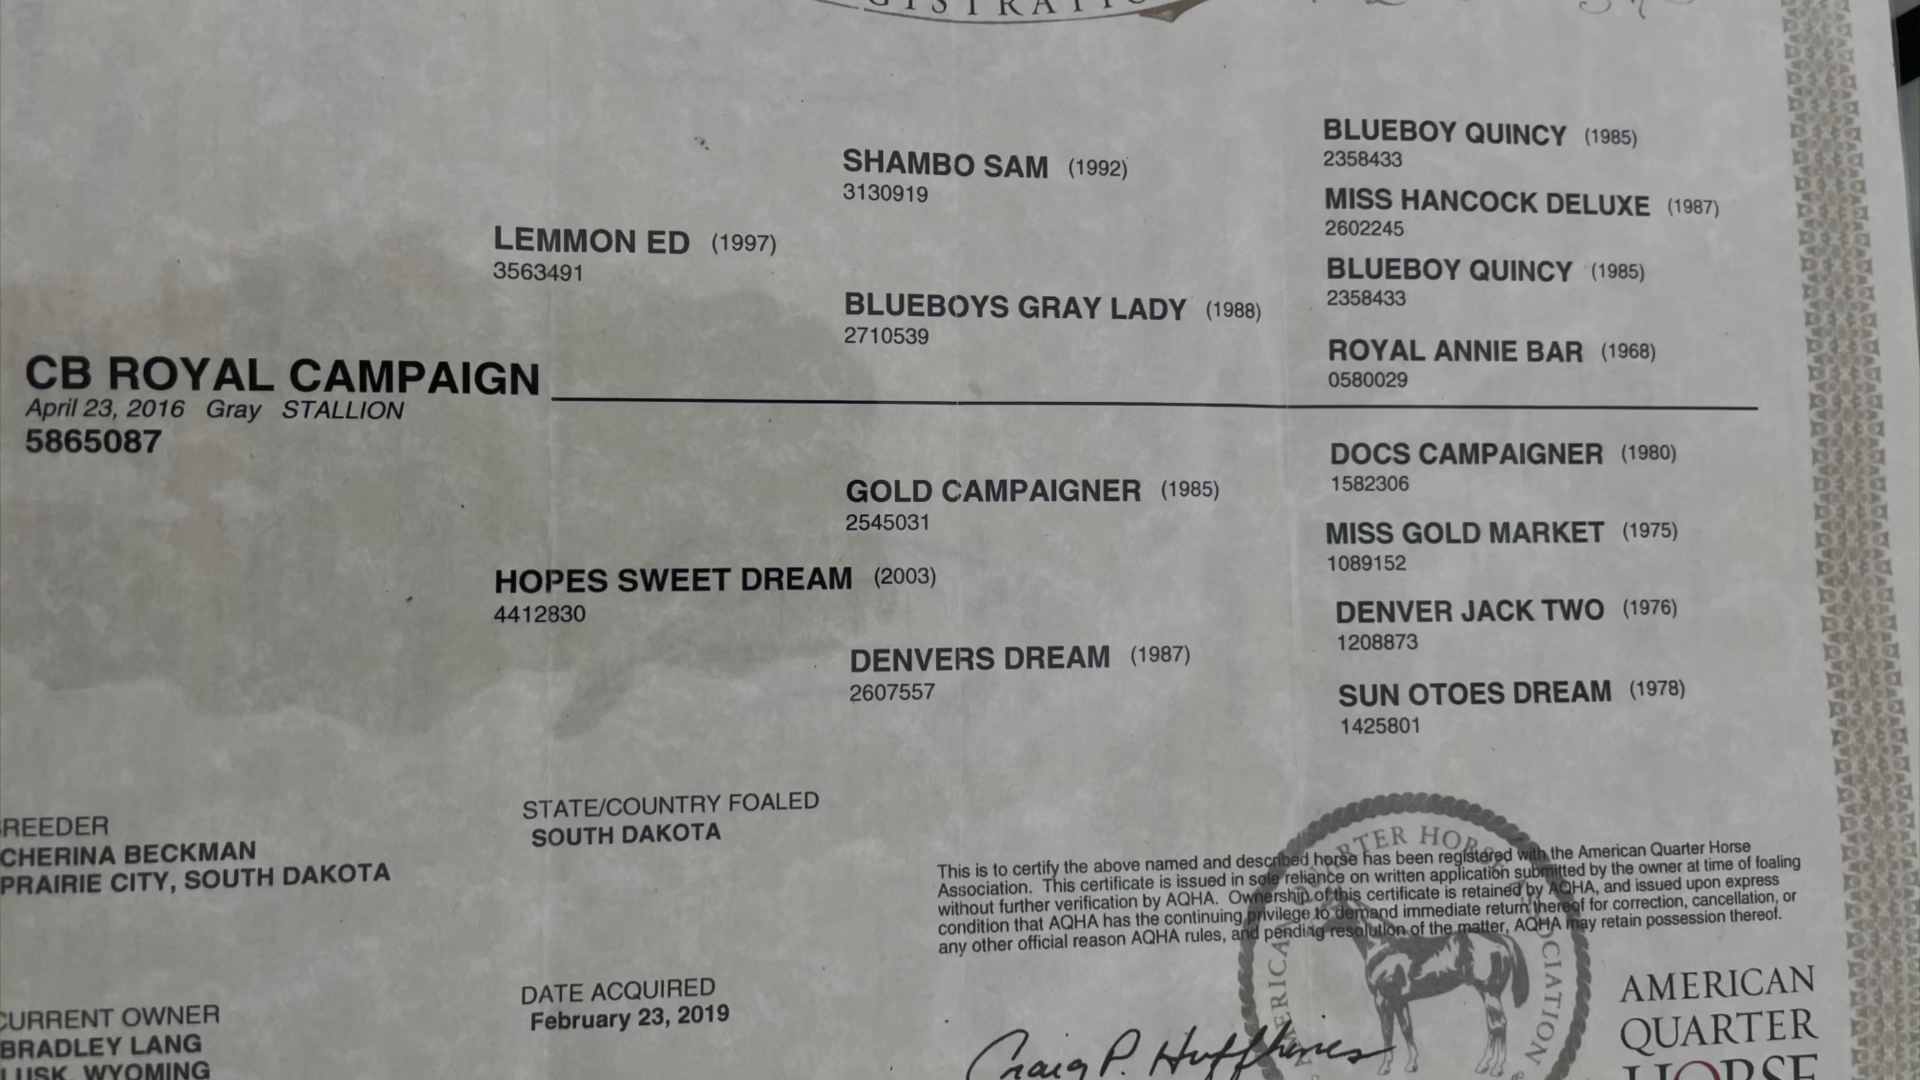 BLUEBOY QUINCY (1985)
2358433
SHAMBO SAM (1992)
3130919
MISS HANCOCK DELUXE (1987)
2602245
LEMMON ED (1997)
3563491
BLUEBOY QUINCY (1985)
2358433
BLUEBOYS GRAY LADY (1988)
2710539
ROYAL ANNIE BAR (1968)
0580029
CB ROYAL CAMPAIGN
April 23, 2016 Gray STALLION
5865087
DOCS CAMPAIGNER (1980)
1582306
GOLD CAMPAIGNER (1985)
2545031
MISS GOLD MARKET (1975)
1089152
HOPES SWEET DREAM (2003)
4412830
DENVER JACK TWO (1976)
1208873
DENVERS DREAM (1987)
2607557
SUN OTOES DREAM (1978)
1425801
REEDER
CHERINA BECKMAN
PRAIRIE CITY, SOUTH DAKOTA
STATE/COUNTRY FOALED
SOUTH DAKOTA
This is to certify the above named and described horse has been registered with the American Quarter Horse
Association. This certificate is issued in sole reliance on written application submitted by the owner at time of foaling
without further verification by AQHA. Ownership of this certificate is retained by AQHA, and issued upon express
condition that AQHA has the continuing privilege to demand immediate return thereof for correction, cancellation, or
any other official reason AQHA rules, and pending resolution of the matter, AQHA may retain possession thereof.
CURRENT OWNER
BRADLEY LANG
LUSK, WYOMING
DATE ACQUIRED
February 23, 2019
Craig P. Huffhines
AMERICAN
QUARTER
HORSE